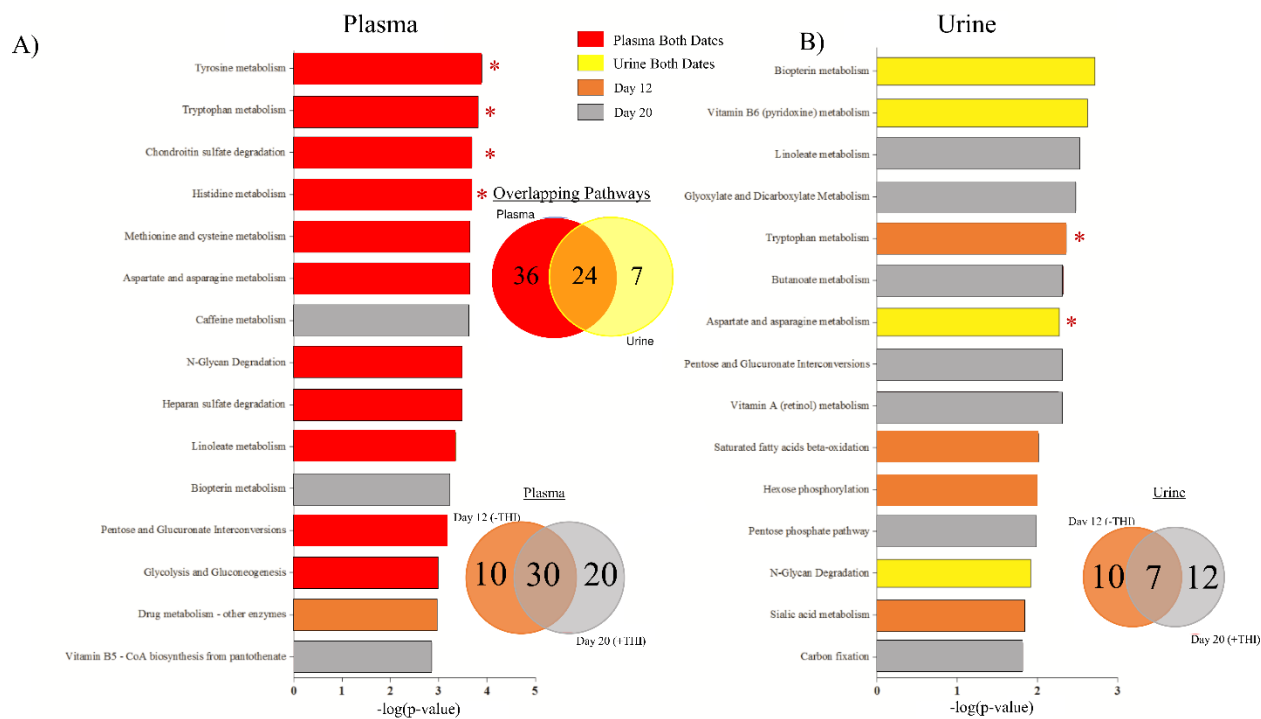 A)
Plasma
Tyrosine metabolism
*
Tryptophan metabolism
*
Chondroitin sulfate degradation
*
Histidine metabolism
*
Methionine and cysteine metabolism
Aspartate and asparagine metabolism
Caffeine metabolism
N-Glycan Degradation
Heparan sulfate degradation
Linoleate metabolism
Biopterin metabolism
Pentose and Glucuronate Interconversions
Glycolysis and Gluconeogenesis
Drug metabolism - other enzymes
Vitamin B5 - CoA biosynthesis from pantothenate
0 1 2 3 4 5
-log(p-value)
Plasma Both Dates
Urine Both Dates
Day 12
Day 20
Overlapping Pathways
Plasma
36 24 7
Urine
Plasma
Day 12 (-THI)
10 30 20
Day 20 (+THI)
B)
Urine
Biopterin metabolism
Vitamin B6 (pyridoxine) metabolism
Linoleate metabolism
Glyoxylate and Dicarboxylate Metabolism
Tryptophan metabolism
*
Butanoate metabolism
Aspartate and asparagine metabolism
*
Pentose and Glucuronate Interconversions
Vitamin A (retinol) metabolism
Saturated fatty acids beta-oxidation
Hexose phosphorylation
Pentose phosphate pathway
N-Glycan Degradation
Sialic acid metabolism
Carbon fixation
0 1 2 3
-log(p-value)
Urine
Day 12 (-THI)
10 7 12
Day 20 (+THI)